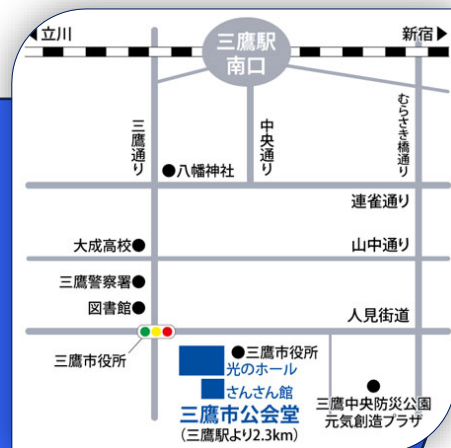 ◀立川
新宿▶
三鷹駅
南口
三鷹通り
中央通り
むらさき橋通り
●八幡神社
連雀通り
大成高校●
山中通り
三鷹警察署●
図書館●
人見街道
三鷹市役所
●三鷹市役所
光のホール
さんさん館
三鷹市公会堂
(三鷹駅より2.3km)
三鷹中央防災公園
元気創造プラザ